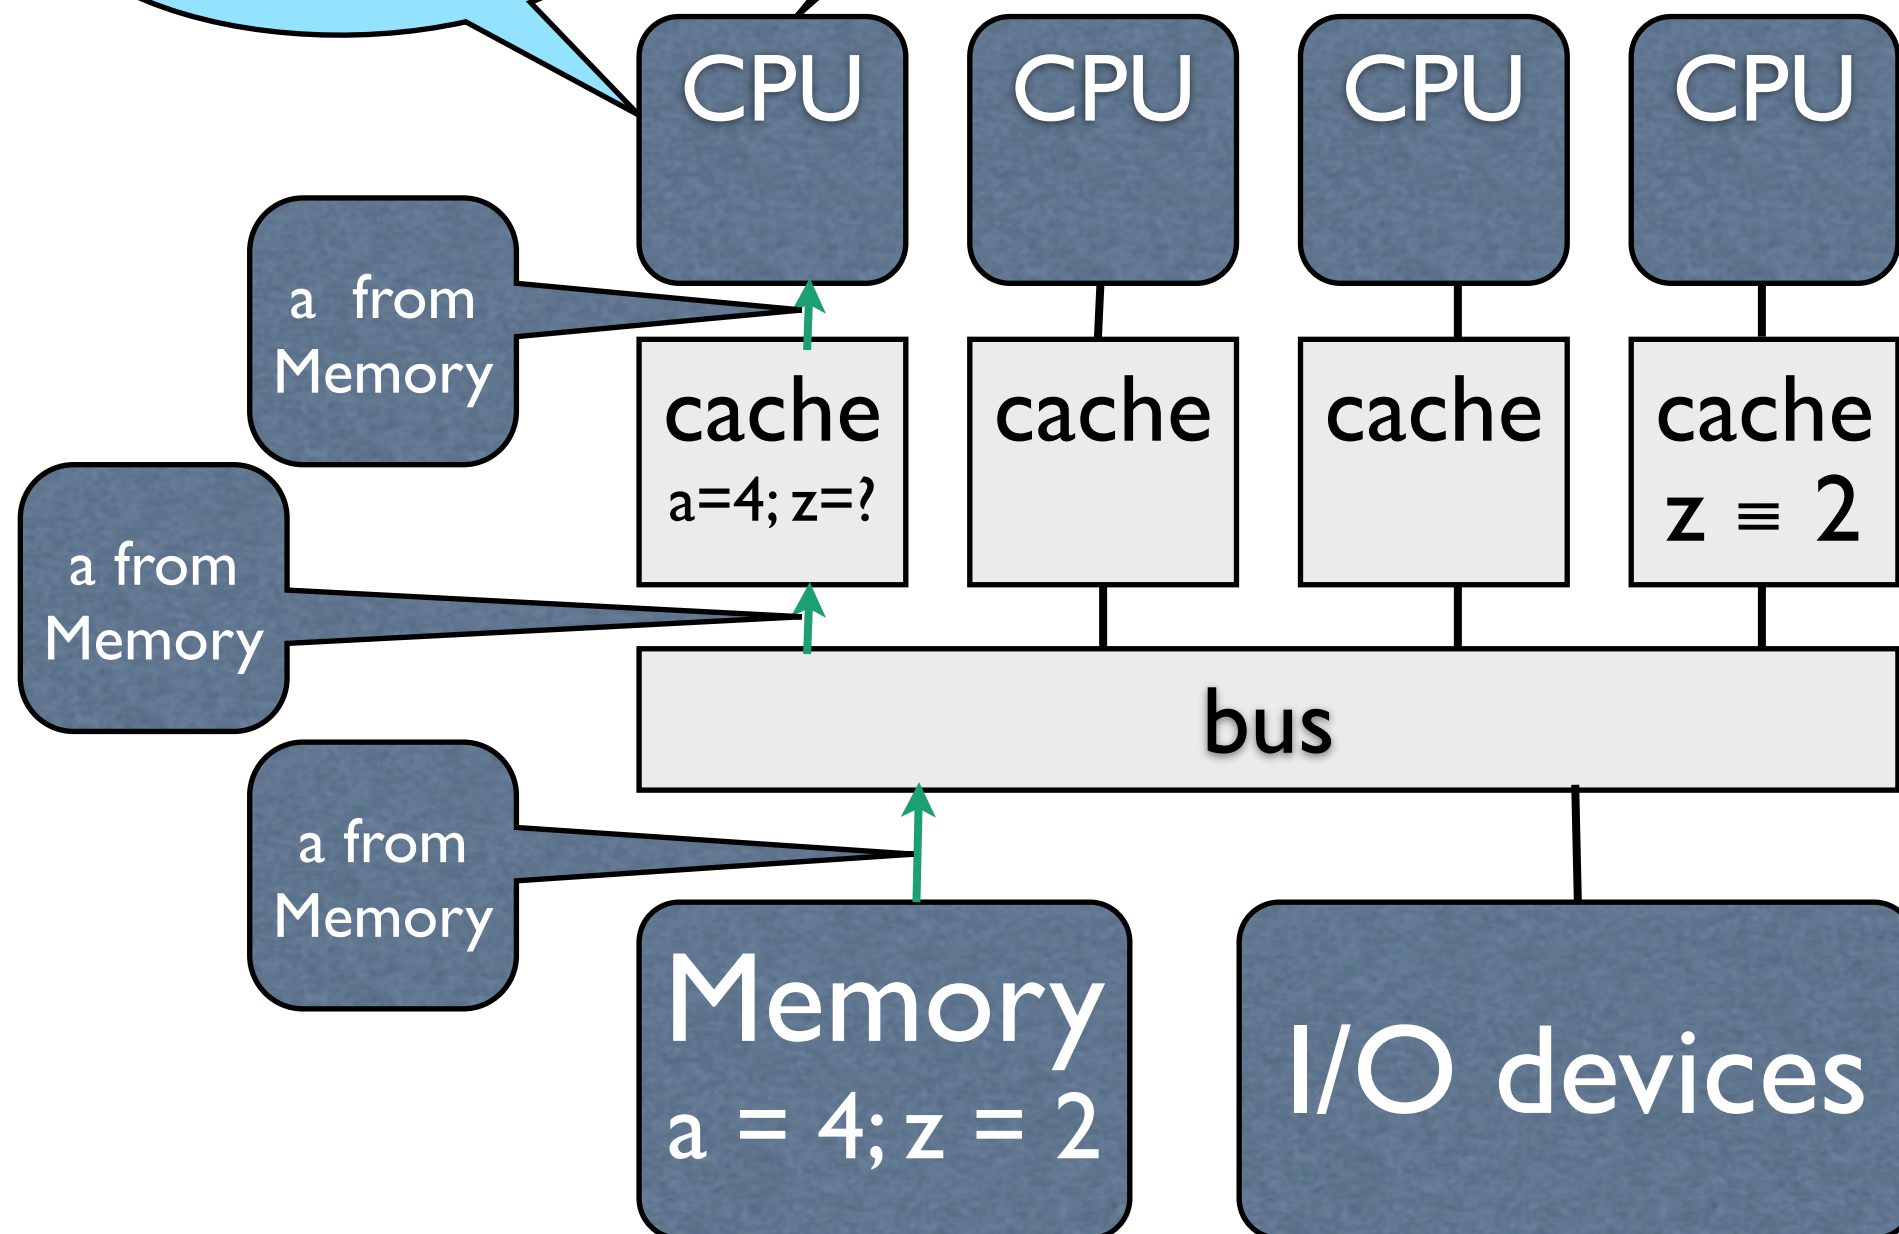 CPU
CPU
CPU
CPU
a from
Memory
cache
a=4; z=?
cache
cache
cache
z ≡ 2
a from
Memory
bus
a from
Memory
Memory
a = 4; z = 2
I/O devices